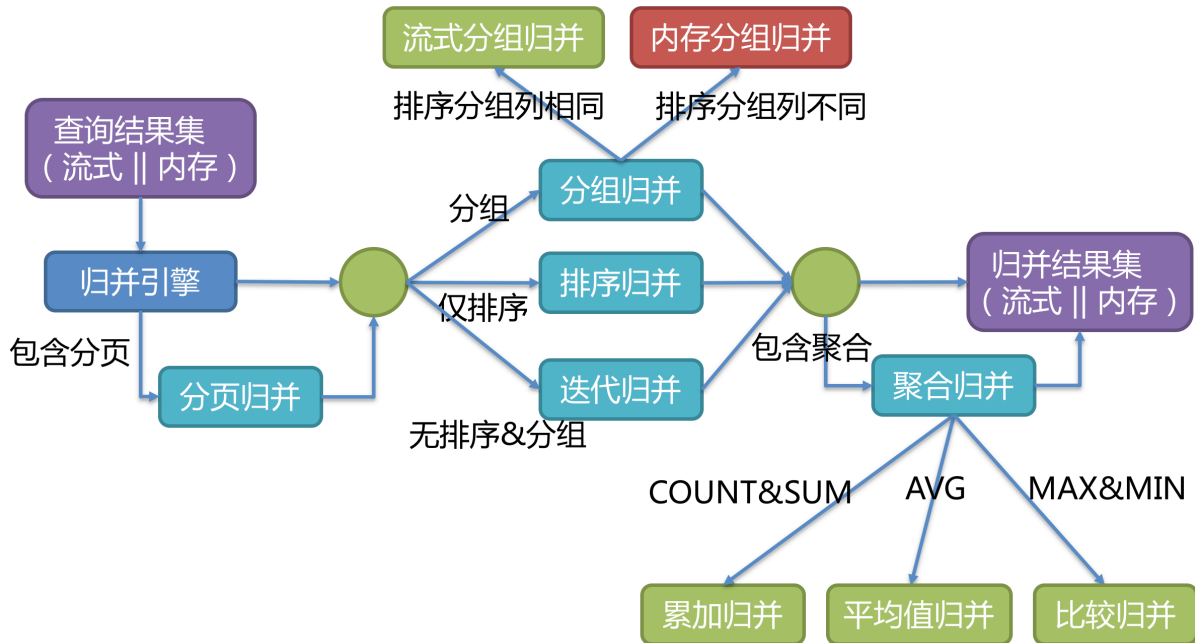 流式分组归并
内存分组归并
排序分组列相同
排序分组列不同
查询结果集
（流式 || 内存）
分组归并
分组
归并引擎
排序归并
仅排序
归并结果集
（流式 || 内存）
包含分页
包含聚合
分页归并
迭代归并
聚合归并
无排序&分组
COUNT&SUM
AVG
MAX&MIN
累加归并
平均值归并
比较归并